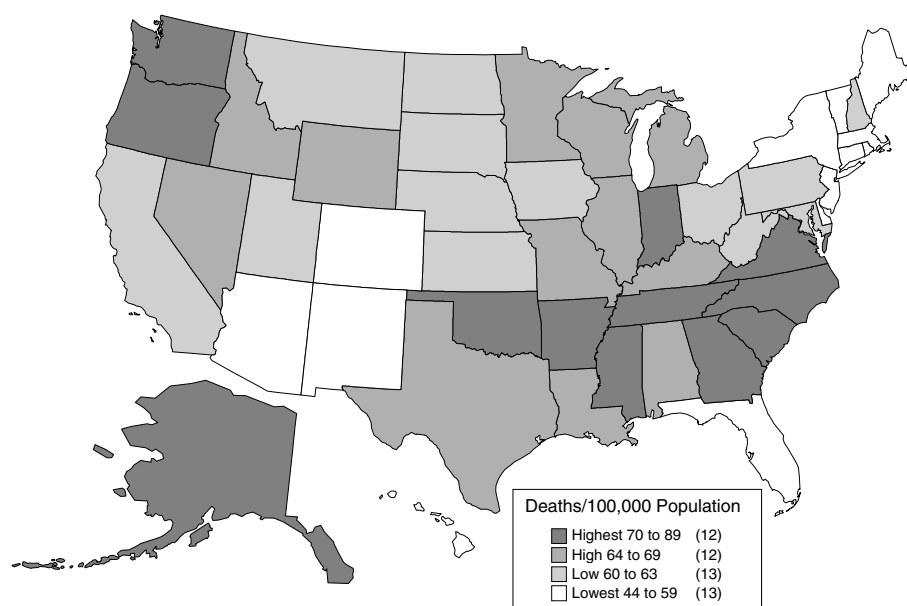 Deaths/100,000 Population
Highest 70 to 89 (12)
High 64 to 69 (12)
Low 60 to 63 (13)
Lowest 44 to 59 (13)